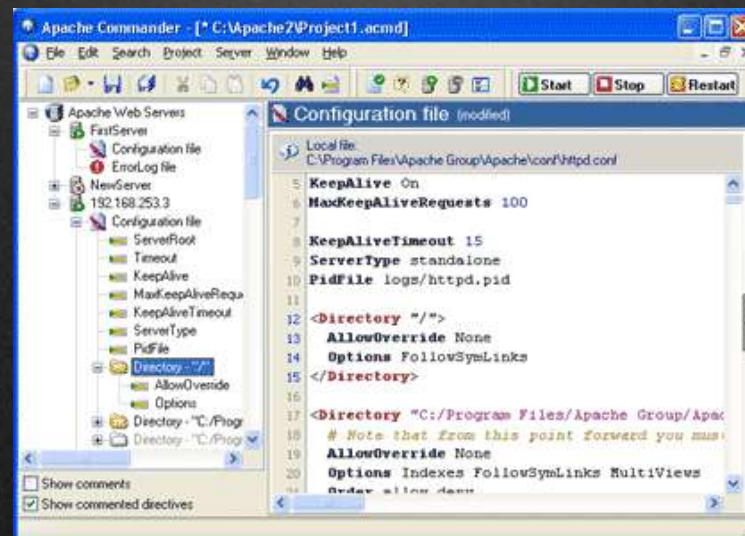 Apache Commander - [* C:\Apache2\Project1.acmd]
File Edit Search Project Server Window Help
Start Stop Restart
Apache Web Servers
FastServer
Configuration file
ErrorLog file
NewServer
192.168.253.3
Configuration file
ServerRoot
Timeout
KeepAlive
MaxKeepAliveRequ
KeepAliveTimeout
ServerType
PidFile
Directory - "/"
AllowOverride
Options
Directory - "C:/Progr
Directory - "C:/Progr
Show comments
Show commented directives
Configuration file (modified)
Local file:
C:\Program Files\Apache Group\Apache\conf\httpd.conf
5 KeepAlive On
6 MaxKeepAliveRequests 100
7
8 KeepAliveTimeout 15
9 ServerType standalone
10 PidFile logs/httpd.pid
11
12 <Directory "/">
13 AllowOverride None
14 Options FollowSymLinks
15 </Directory>
16
17 <Directory "C:/Program Files/Apache Group/Apac
18 # Note that from this point forward you mus
19 AllowOverride None
20 Options Indexes FollowSymLinks MultiViews
Order allow,deny